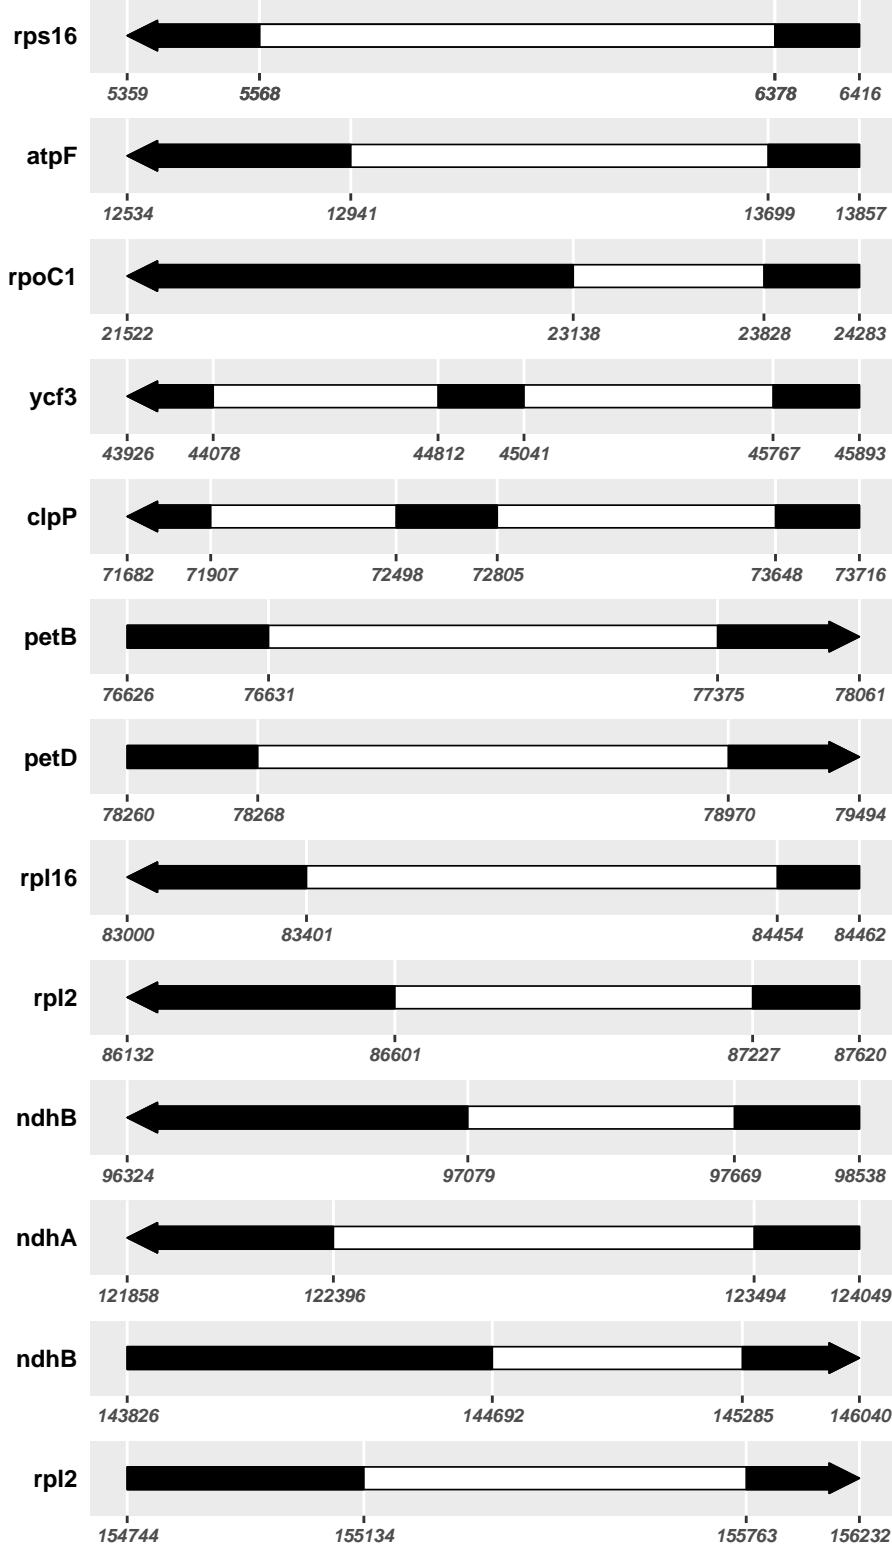 rps16
5359 5568 6378 6416
atpF
12534 12941 13699 13857
rpoC1
21522 23138 23828 24283
ycf3
43926 44078 44812 45041 45767 45893
clpP
71682 71907 72498 72805 73648 73716
petB
76626 76631 77375 78061
petD
78260 78268 78970 79494
rpl16
83000 83401 84454 84462
rpl2
86132 86601 87227 87620
ndhB
96324 97079 97669 98538
ndhA
121858 122396 123494 124049
ndhB
143826 144692 145285 146040
rpl2
154744 155134 155763 156232